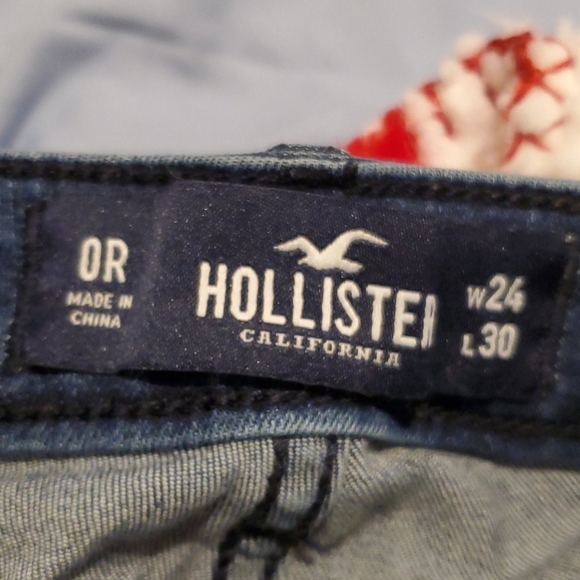 0R
MADE IN
CHINA
HOLLISTER
CALIFORNIA
W24
L30